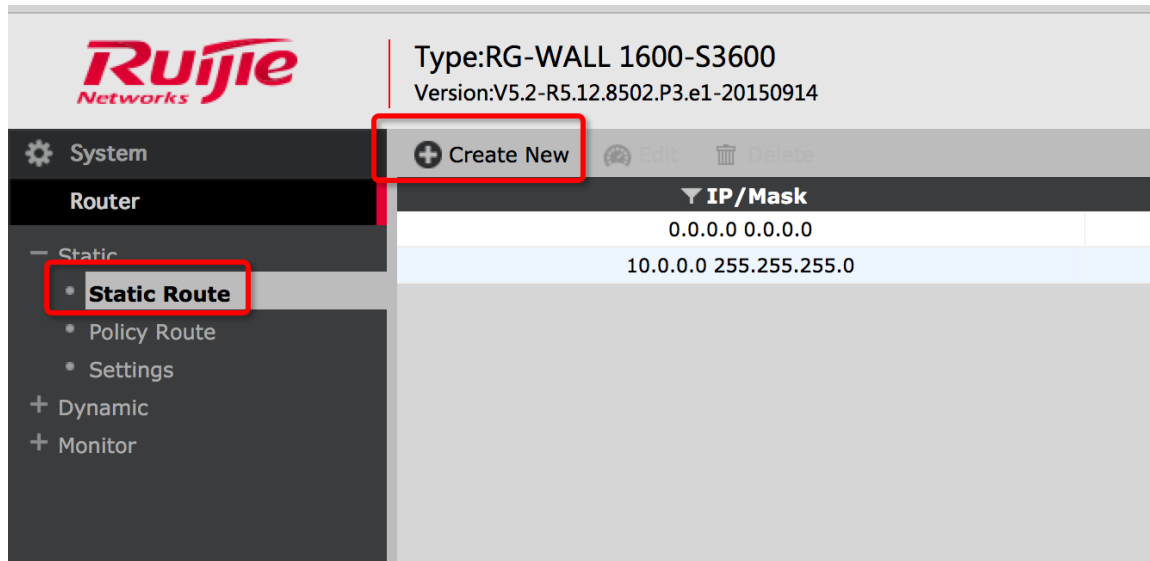 Ruijie
Networks
Type:RG-WALL 1600-S3600
Version:V5.2-R5.12.8502.P3.e1-20150914
System
Create New Edit Delete
Router
IP/Mask
0.0.0.0 0.0.0.0
Static
10.0.0.0 255.255.255.0
Static Route
Policy Route
Settings
Dynamic
Monitor